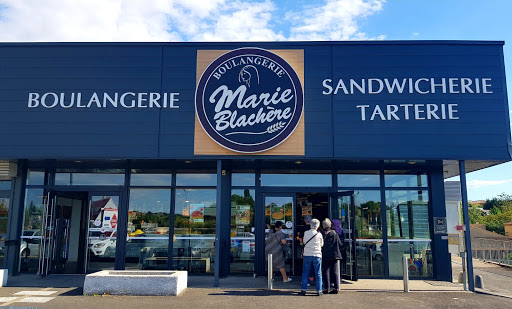 BOULANGERIE
BOULANGERIE
Marie
Blachère
SANDWICHERIE
TARTERIE